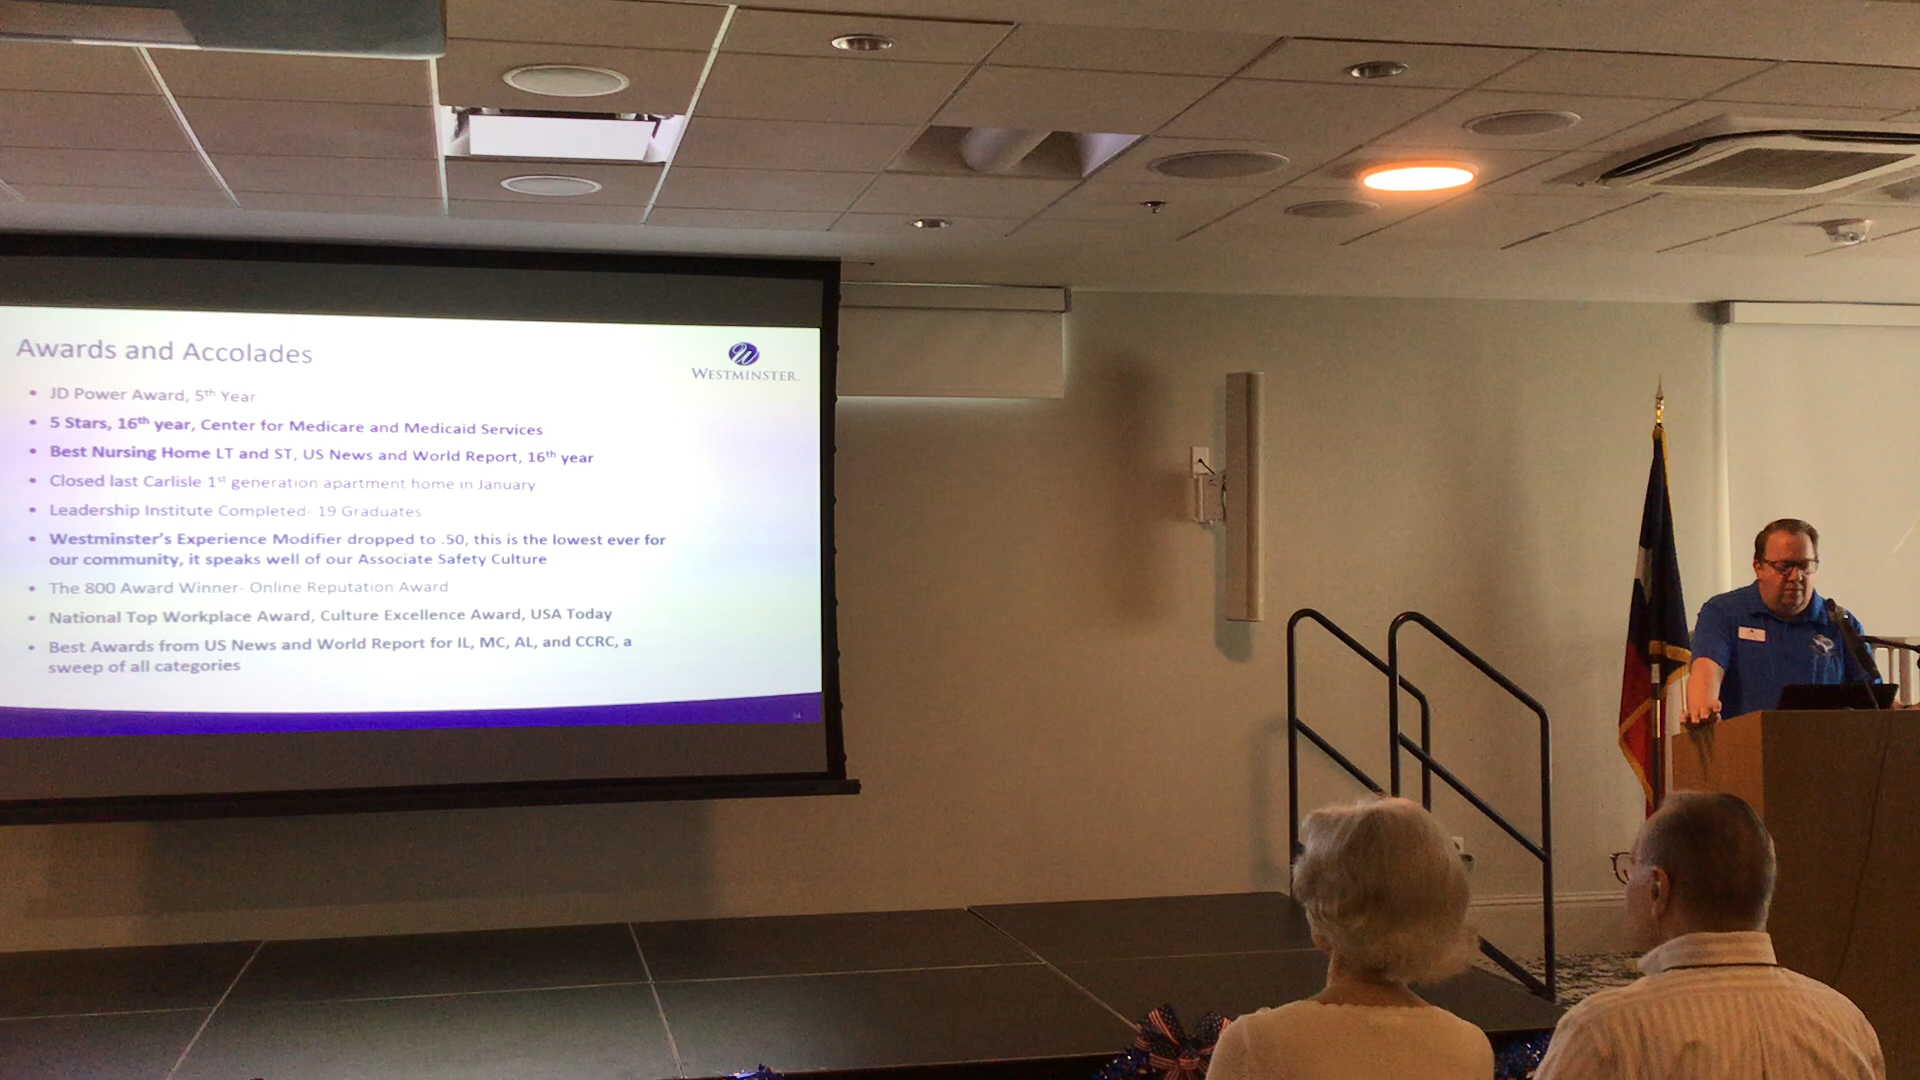 Awards and Accolades
WESTMINSTER
• JD Power Award, 5th Year
• 5 Stars, 16th year, Center for Medicare and Medicaid Services
• Best Nursing Home LT and ST, US News and World Report, 16th year
• Closed last Carlisle 1st generation apartment home in January
• Leadership Institute Completed- 19 Graduates
• Westminster's Experience Modifier dropped to .50, this is the lowest ever for
our community, it speaks well of our Associate Safety Culture
• The 800 Award Winner- Online Reputation Award
• National Top Workplace Award, Culture Excellence Award, USA Today
• Best Awards from US News and World Report for IL, MC, AL, and CCRC, a
sweep of all categories